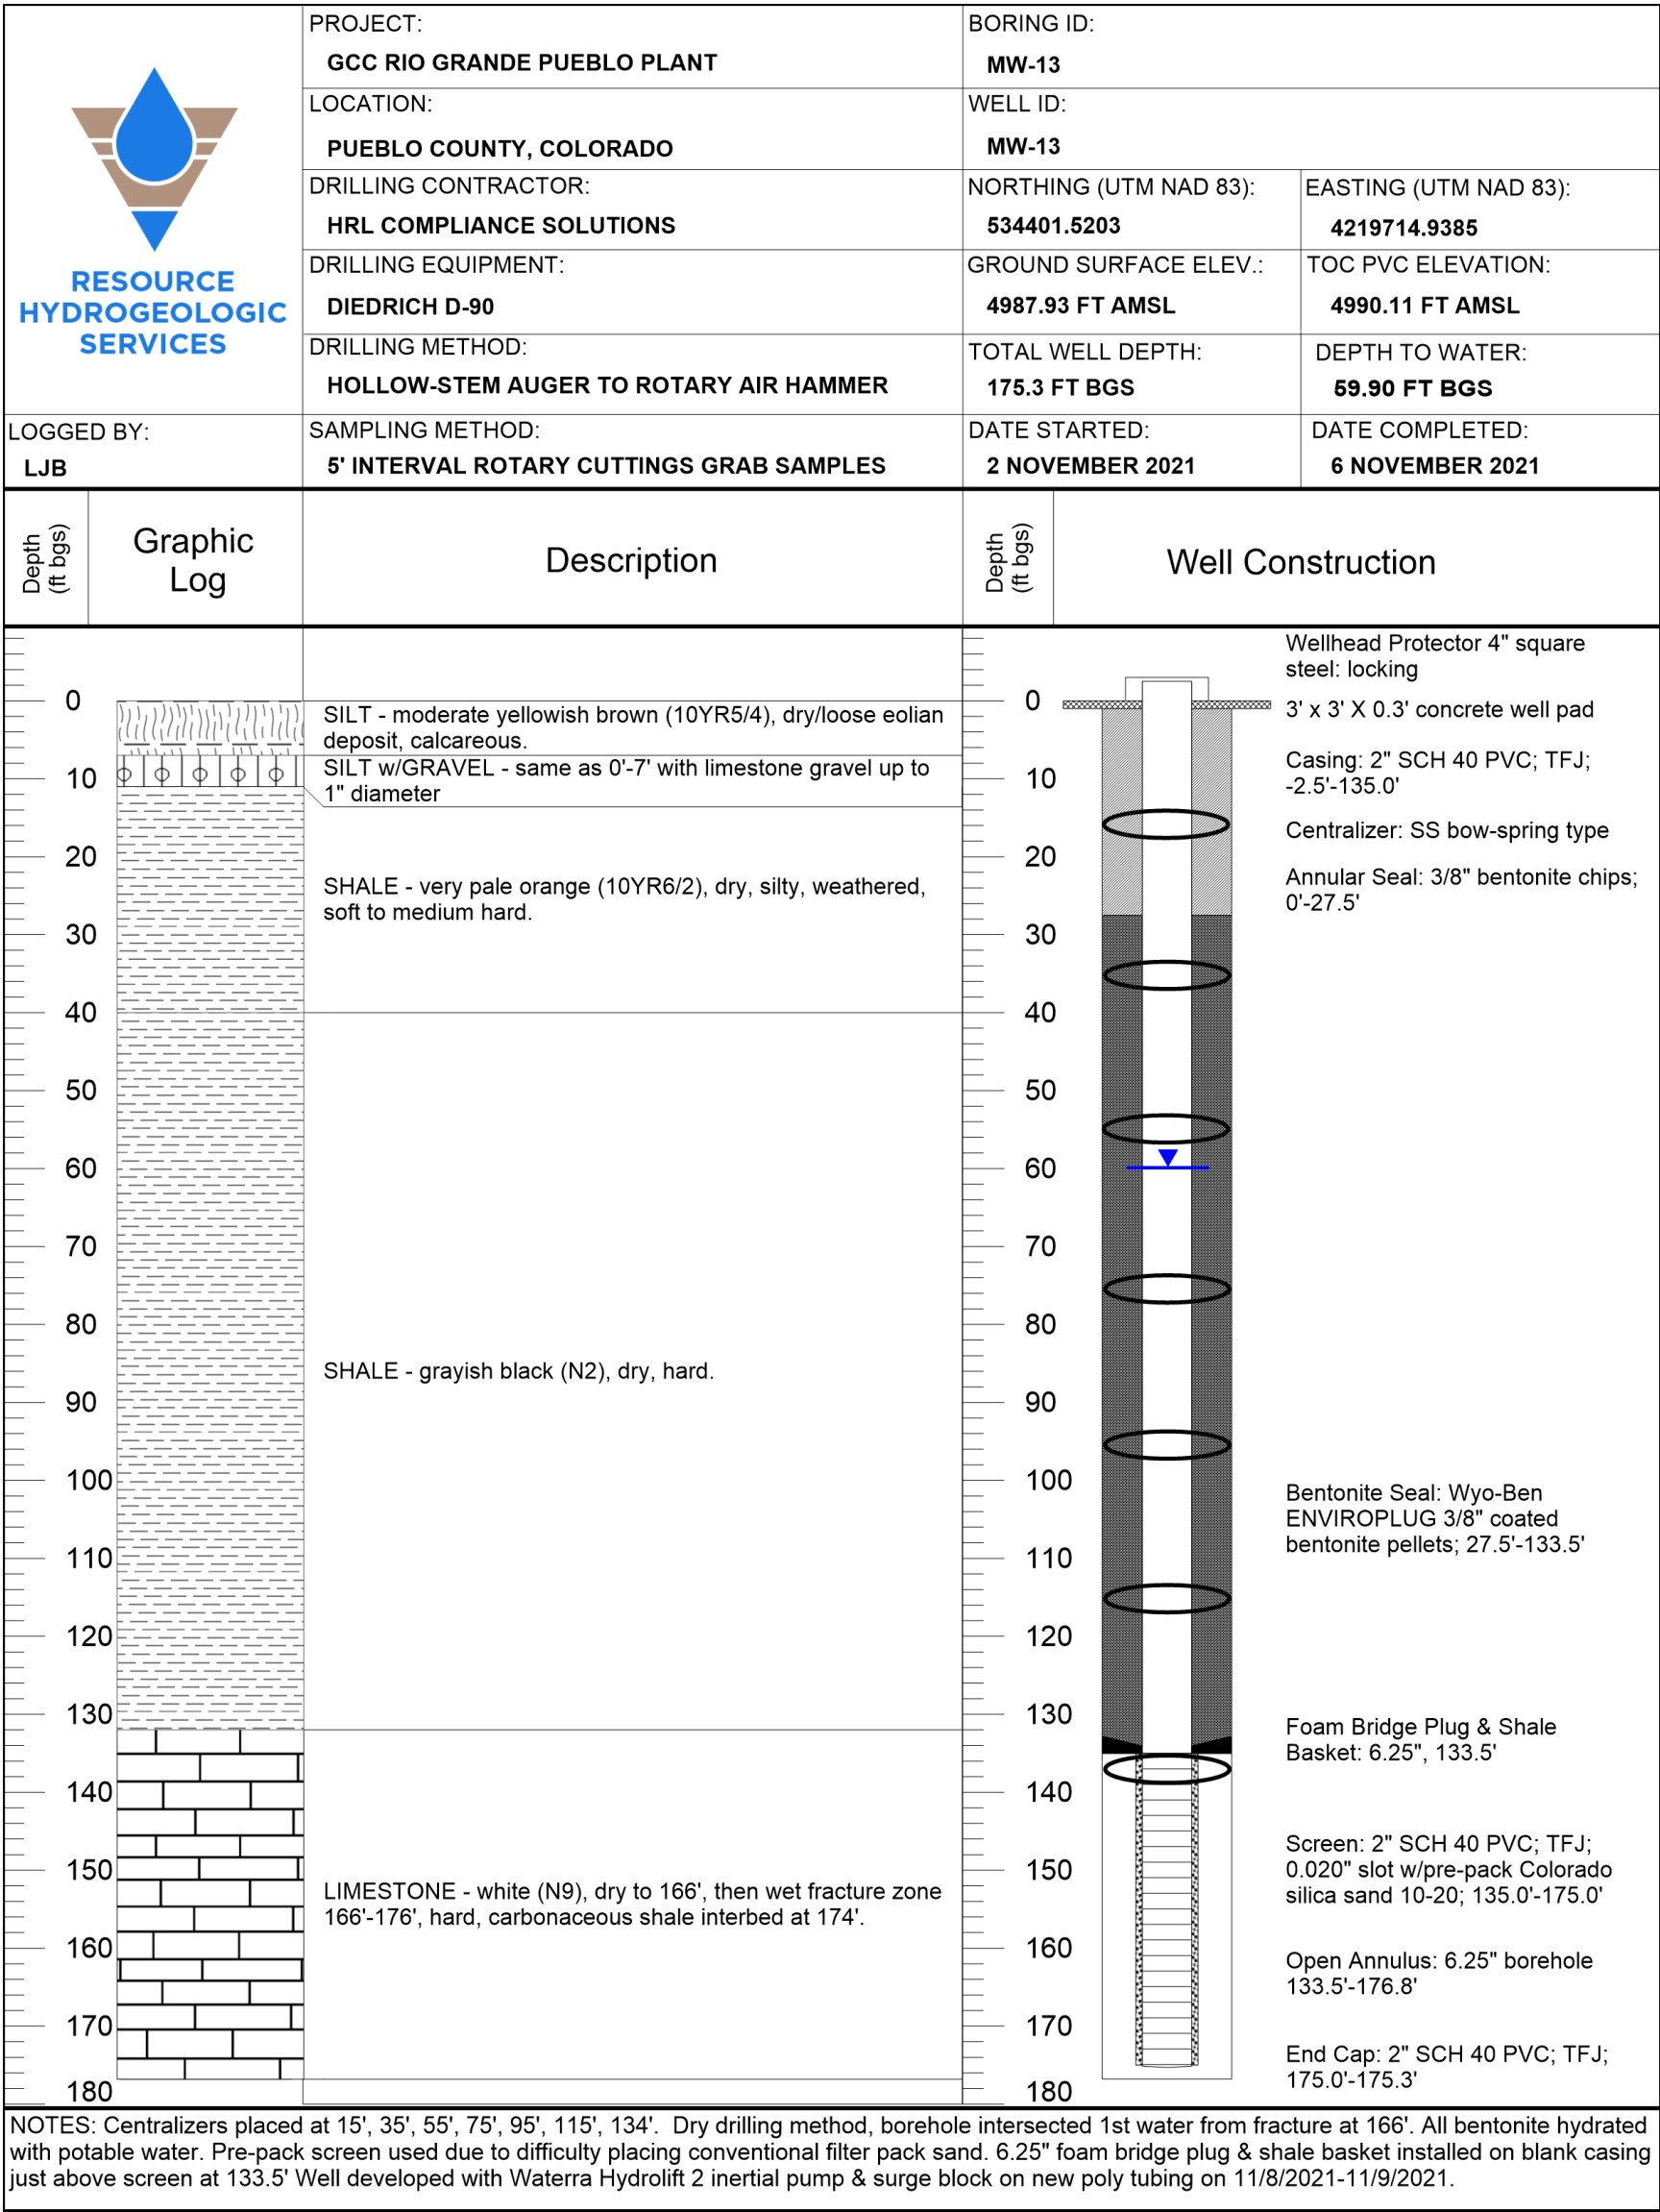 RESOURCE
HYDROGEOLOGIC
SERVICES
LOGGED BY:
LJB
PROJECT:
GCC RIO GRANDE PUEBLO PLANT
LOCATION:
PUEBLO COUNTY, COLORADO
DRILLING CONTRACTOR:
HRL COMPLIANCE SOLUTIONS
DRILLING EQUIPMENT:
DIEDRICH D-90
DRILLING METHOD:
HOLLOW-STEM AUGER TO ROTARY AIR HAMMER
SAMPLING METHOD:
5' INTERVAL ROTARY CUTTINGS GRAB SAMPLES
BORING ID:
MW-13
WELL ID:
MW-13
NORTHING (UTM NAD 83):
534401.5203
EASTING (UTM NAD 83):
4219714.9385
GROUND SURFACE ELEV.:
4987.93 FT AMSL
TOC PVC ELEVATION:
4990.11 FT AMSL
TOTAL WELL DEPTH:
175.3 FT BGS
DEPTH TO WATER:
59.90 FT BGS
DATE STARTED:
2 NOVEMBER 2021
DATE COMPLETED:
6 NOVEMBER 2021
Depth
(ft bgs)
Graphic
Log
Description
Depth
(ft bgs)
Well Construction
0
10
20
30
40
50
60
70
80
90
100
110
120
130
140
150
160
170
180
SILT - moderate yellowish brown (10YR5/4), dry/loose eolian
deposit, calcareous.
SILT w/GRAVEL - same as 0'-7' with limestone gravel up to
1" diameter
SHALE - very pale orange (10YR6/2), dry, silty, weathered,
soft to medium hard.
SHALE - grayish black (N2), dry, hard.
LIMESTONE - white (N9), dry to 166', then wet fracture zone
166'-176', hard, carbonaceous shale interbed at 174'.
0
10
20
30
40
50
60
70
80
90
100
110
120
130
140
150
160
170
180
Wellhead Protector 4" square
steel: locking
3' x 3' X 0.3' concrete well pad
Casing: 2" SCH 40 PVC; TFJ;
-2.5'-135.0'
Centralizer: SS bow-spring type
Annular Seal: 3/8" bentonite chips;
0'-27.5'
Bentonite Seal: Wyo-Ben
ENVIROPLUG 3/8" coated
bentonite pellets; 27.5'-133.5'
Foam Bridge Plug & Shale
Basket: 6.25", 133.5'
Screen: 2" SCH 40 PVC; TFJ;
0.020" slot w/pre-pack Colorado
silica sand 10-20; 135.0'-175.0'
Open Annulus: 6.25" borehole
133.5'-176.8'
End Cap: 2" SCH 40 PVC; TFJ;
175.0'-175.3'
NOTES: Centralizers placed at 15', 35', 55', 75', 95', 115', 134'.  Dry drilling method, borehole intersected 1st water from fracture at 166'. All bentonite hydrated
with potable water. Pre-pack screen used due to difficulty placing conventional filter pack sand. 6.25" foam bridge plug & shale basket installed on blank casing
just above screen at 133.5' Well developed with Waterra Hydrolift 2 inertial pump & surge block on new poly tubing on 11/8/2021-11/9/2021.